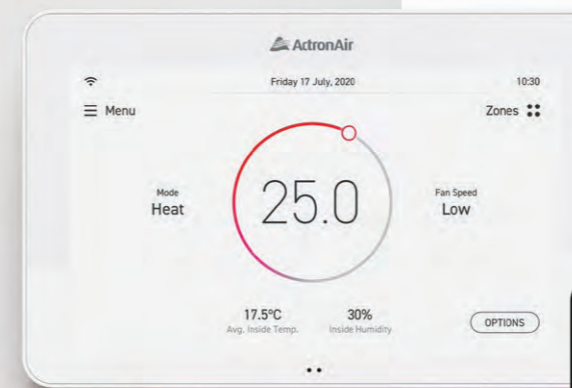 ActronAir
Friday 17 July, 2020
10:30
Menu
Zones
Mode
Heat
25.0
Fan Speed
Low
17.5°C
Avg. Inside Temp.
30%
Inside Humidity
OPTIONS